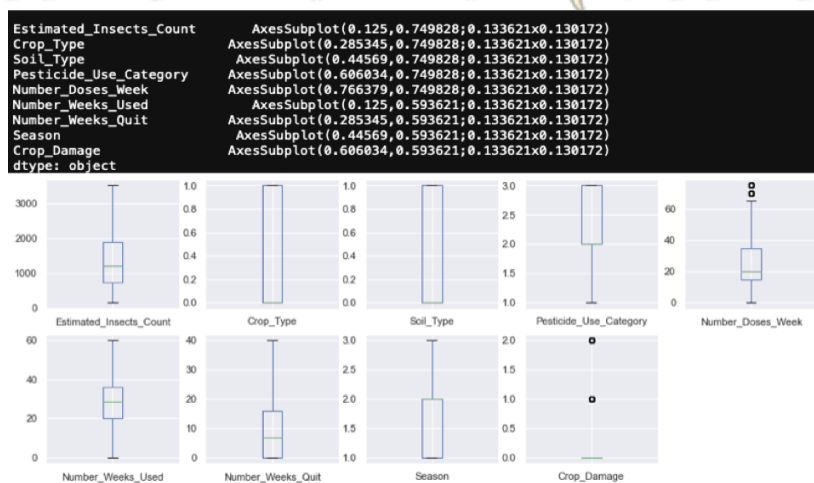 Estimated_Insects_Count AxesSubplot(0.125,0.749828;0.133621x0.130172)
Crop_Type AxesSubplot(0.285345,0.749828;0.133621x0.130172)
Soil_Type AxesSubplot(0.44569,0.749828;0.133621x0.130172)
Pesticide_Use_Category AxesSubplot(0.606034,0.749828;0.133621x0.130172)
Number_Doses_Week AxesSubplot(0.766379,0.749828;0.133621x0.130172)
Number_Weeks_Used AxesSubplot(0.125,0.593621;0.133621x0.130172)
Number_Weeks_Quit AxesSubplot(0.285345,0.593621;0.133621x0.130172)
Season AxesSubplot(0.44569,0.593621;0.133621x0.130172)
Crop_Damage AxesSubplot(0.606034,0.593621;0.133621x0.130172)
dtype: object
3000
2000
1000
0
Estimated_Insects_Count
1.0
0.8
0.6
0.4
0.2
0.0
Crop_Type
1.0
0.8
0.6
0.4
0.2
0.0
Soil_Type
3.0
2.5
2.0
1.5
1.0
Pesticide_Use_Category
60
40
20
0
Number_Doses_Week
60
40
20
0
Number_Weeks_Used
40
30
20
10
0
Number_Weeks_Quit
3.0
2.5
2.0
1.5
1.0
Season
2.0
1.5
1.0
0.5
0.0
Crop_Damage